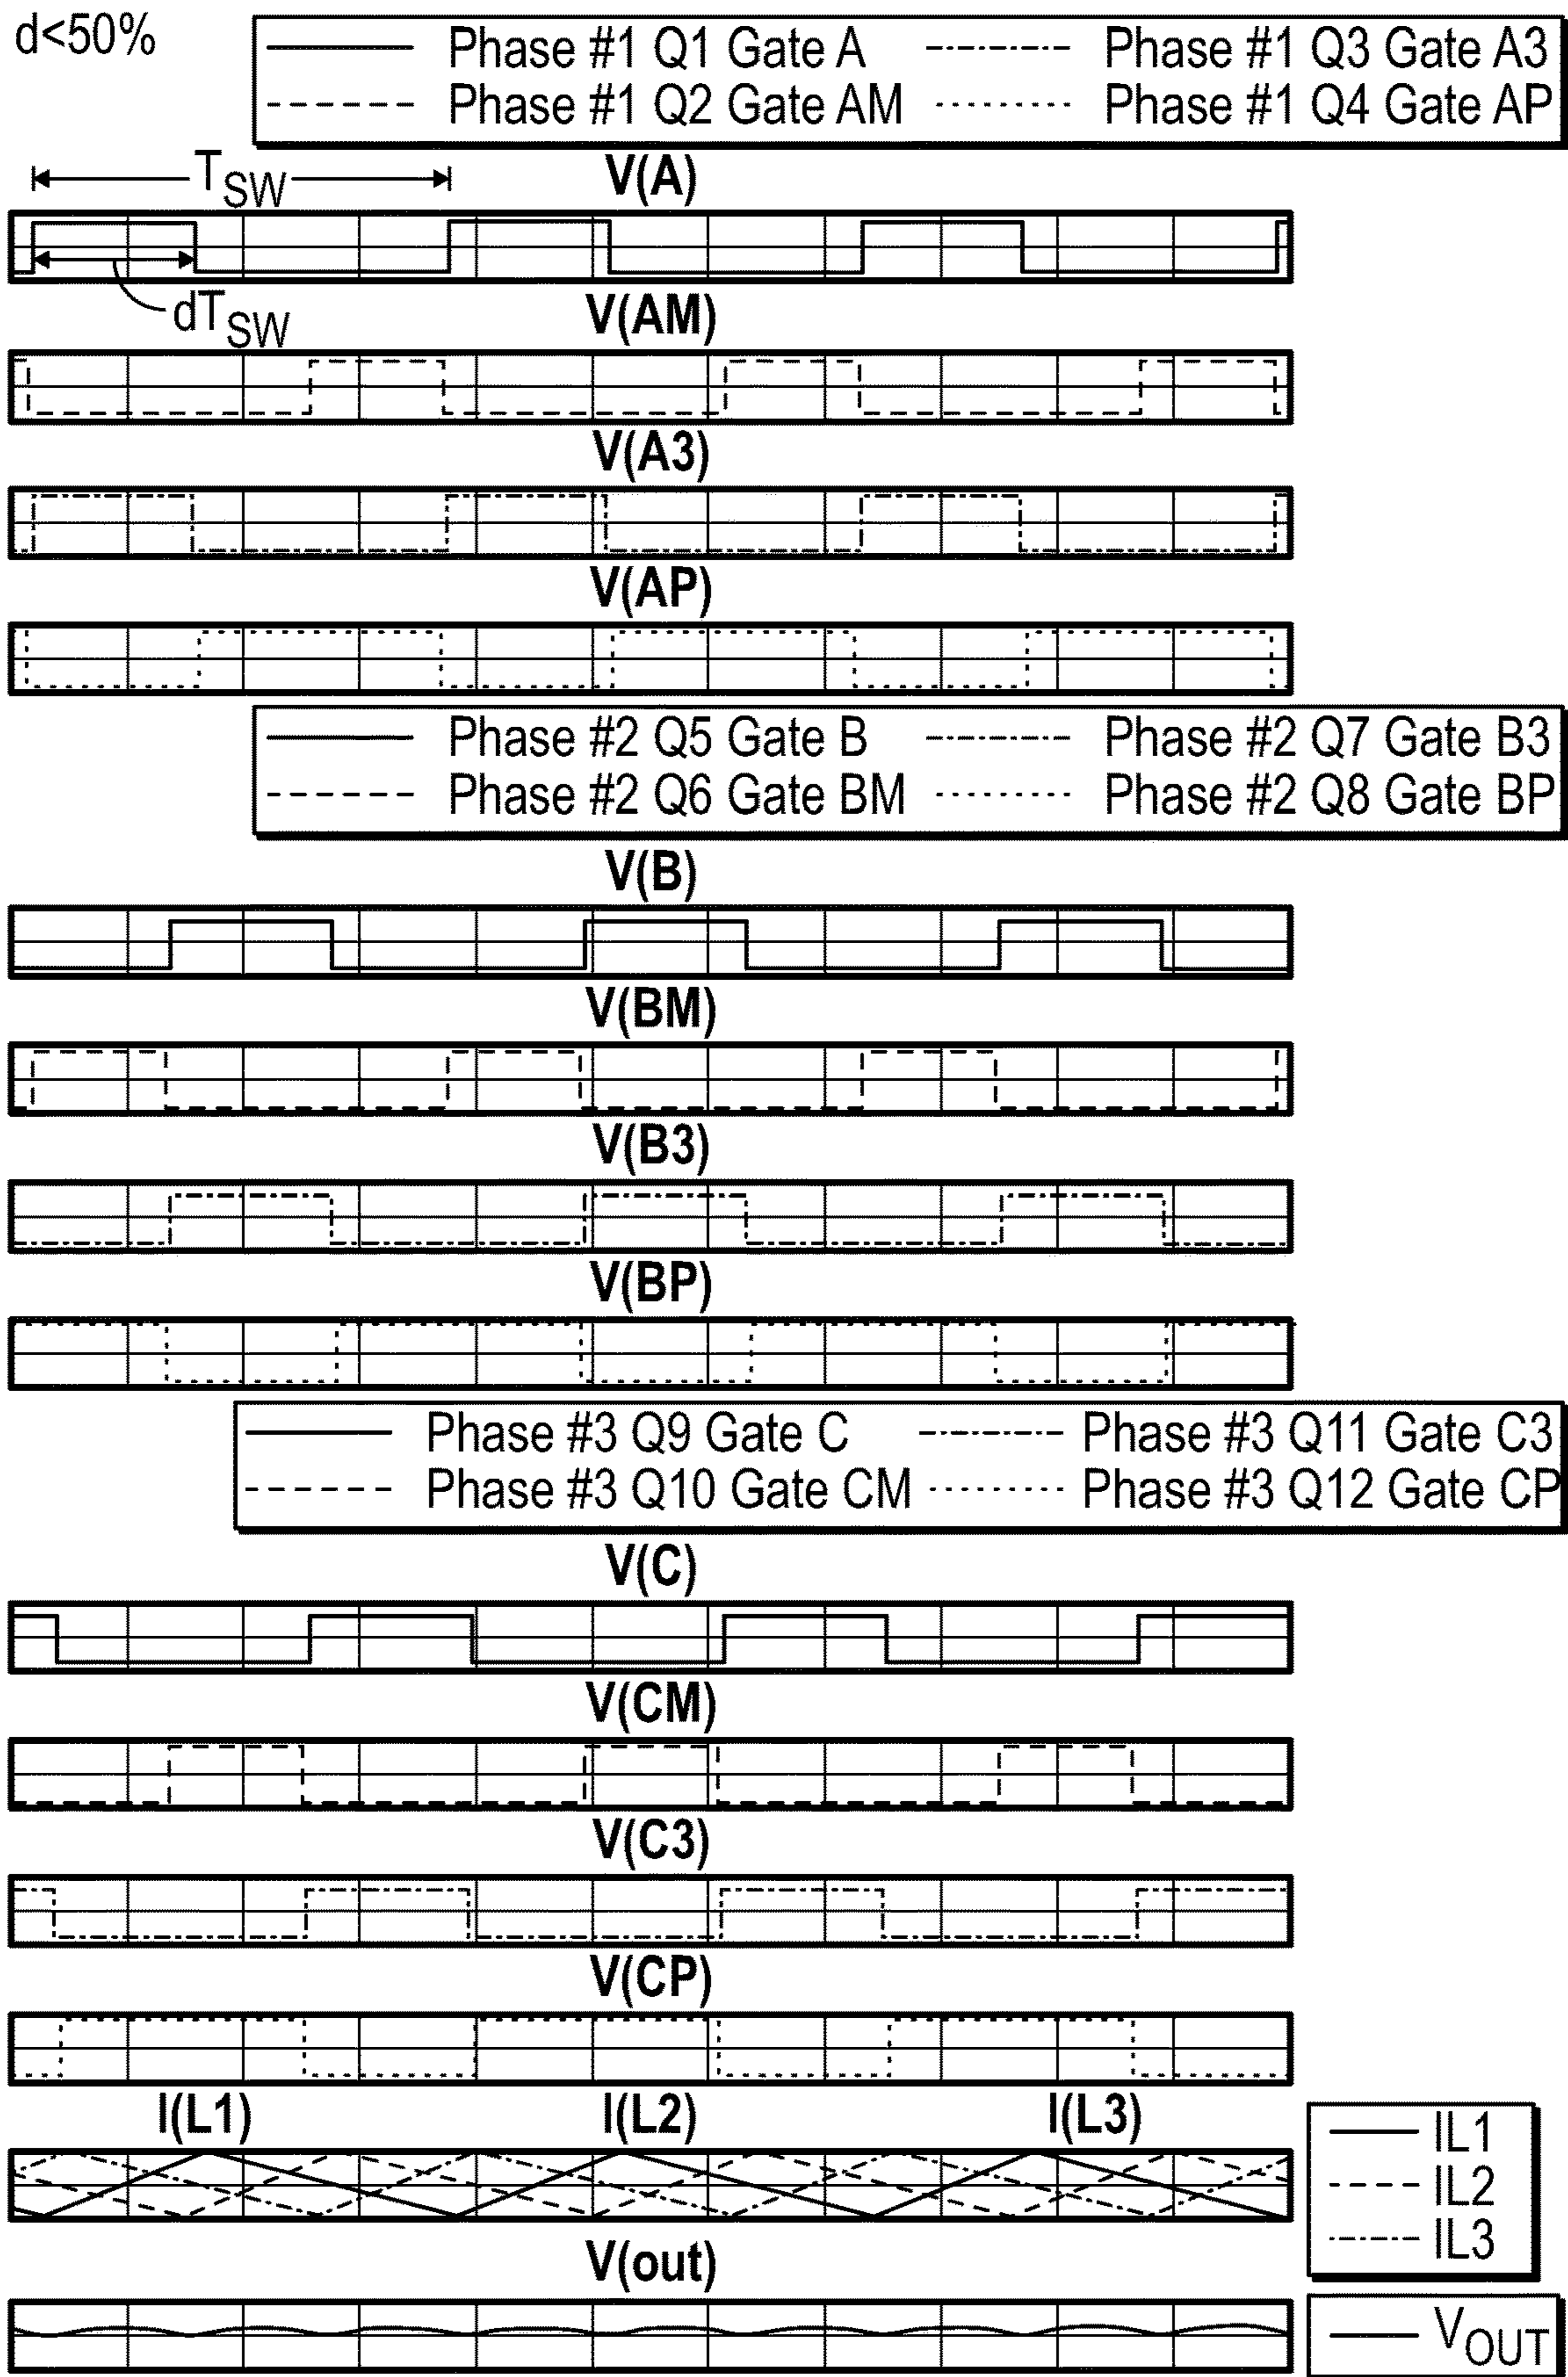 d<50%
Phase #1 Q1 Gate A
Phase #1 Q3 Gate A3
Phase #1 Q2 Gate AM
Phase #1 Q4 Gate AP
TSW
V(A)
dTSW
V(AM)
V(A3)
V(AP)
Phase #2 Q5 Gate B
Phase #2 Q7 Gate B3
Phase #2 Q6 Gate BM
Phase #2 Q8 Gate BP
V(B)
V(BM)
V(B3)
V(BP)
Phase #3 Q9 Gate C
Phase #3 Q11 Gate C3
Phase #3 Q10 Gate CM
Phase #3 Q12 Gate CP
V(C)
V(CM)
V(C3)
V(CP)
I(L1)
I(L2)
I(L3)
IL1
IL2
IL3
V(out)
VOUT